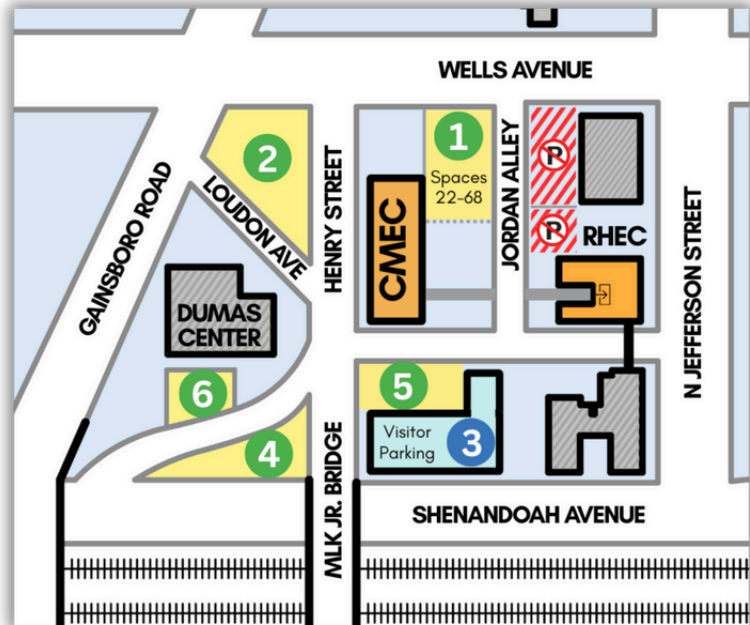 WELLS AVENUE
1
Spaces
22-68
2
P
P
LOUDON AVE
HENRY STREET
JORDAN ALLEY
CMEC
RHEC
GAINSBORO ROAD
N JEFFERSON STREET
DUMAS
CENTER
6
5
Visitor
Parking
3
4
MLK JR. BRIDGE
SHENANDOAH AVENUE